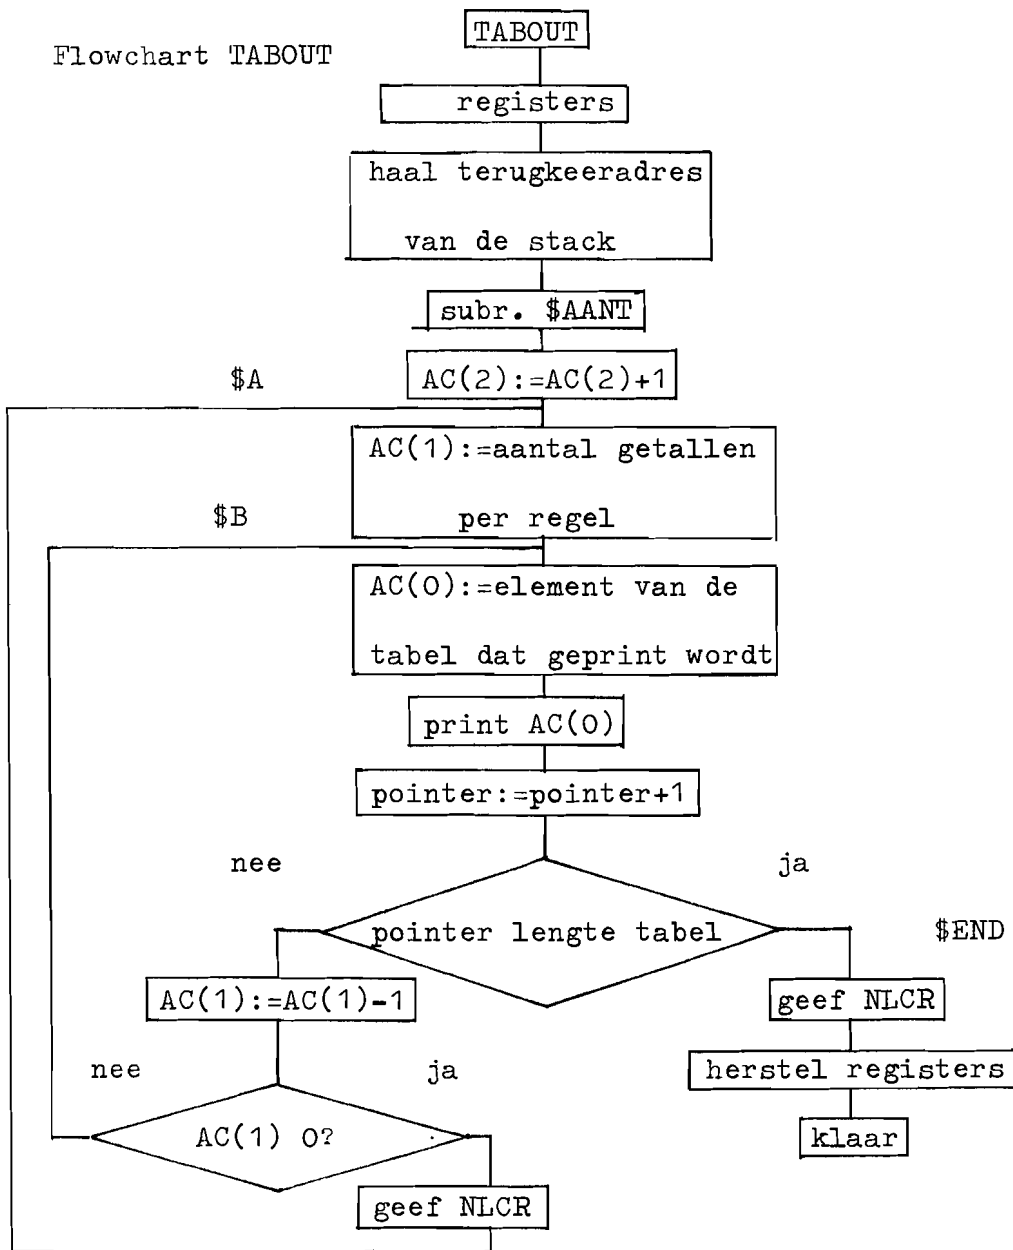 TABOUT
Flowchart TABOUT
registers
haal terugkeeradres
van de stack
subr. $AANT
$A
AC(2):=AC(2)+1
AC(1):=aantal getallen
per regel
$B
AC(0):=element van de
tabel dat geprint wordt
print AC(0)
pointer:=pointer+1
nee
ja
pointer lengte tabel
$END
AC(1):=AC(1)-1
geef NLCR
nee
ja
herstel registers
AC(1) 0?
klaar
geef NLCR